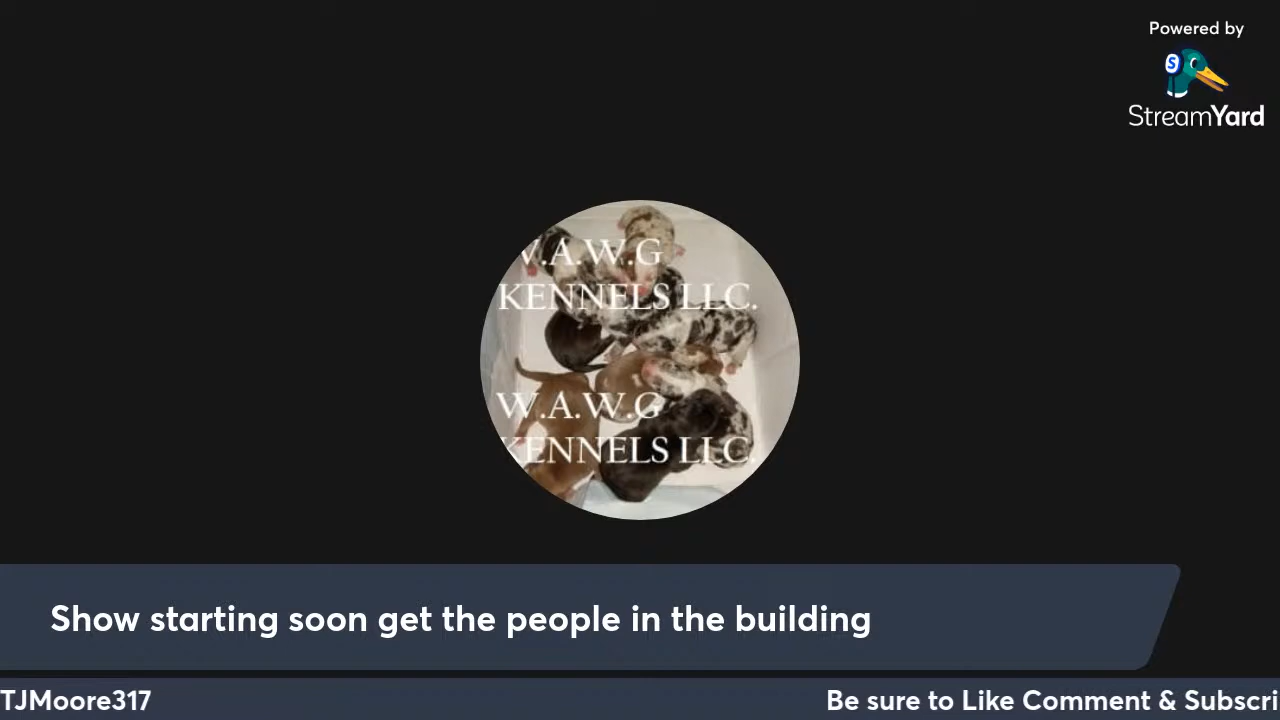 Powered by
S
StreamYard
V.A.W.G
KENNELS LLC.
W.A.W.G
KENNELS LLC.
Show starting soon get the people in the building
TJMoore317
Be sure to Like Comment & Subscri